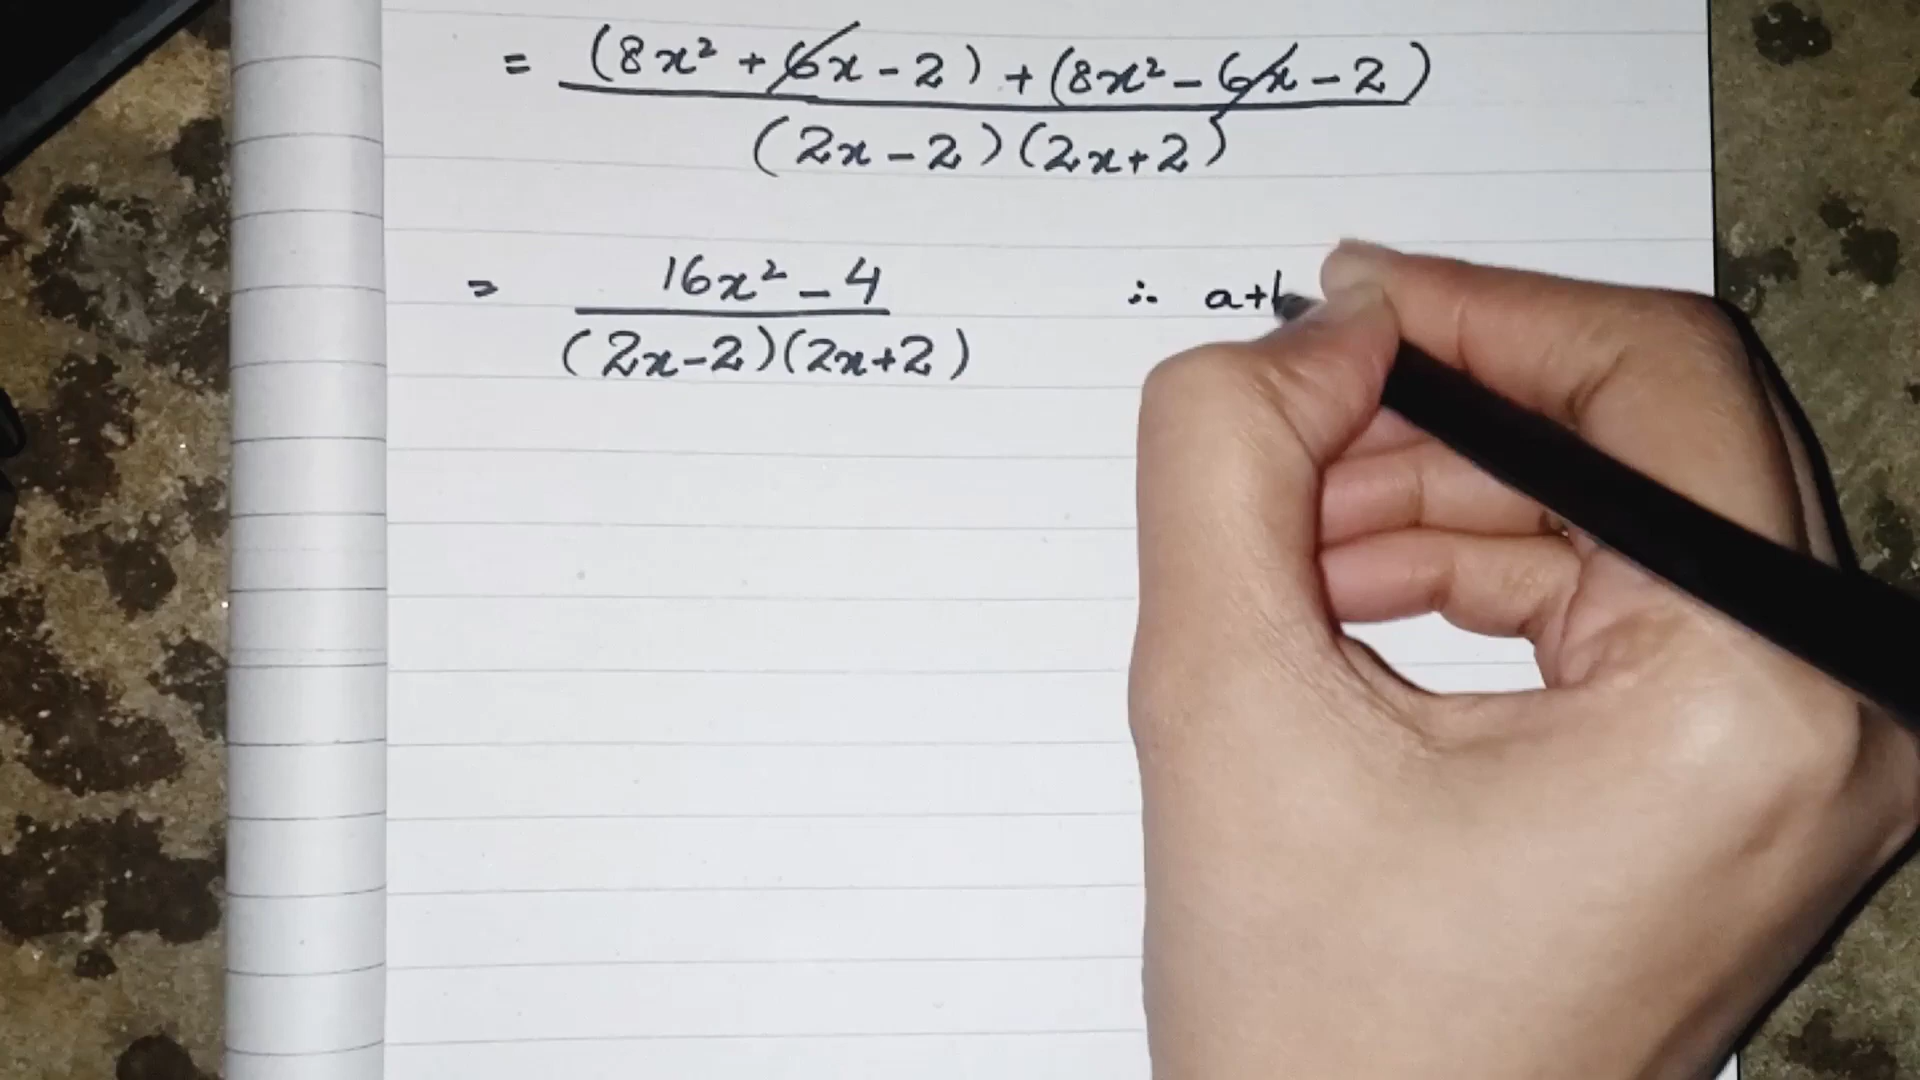 = (8x² + 6x - 2) + (8x² - 6x - 2)
(2x - 2)(2x + 2)
= 16x² - 4 ∴ a+
(2x-2)(2x+2)